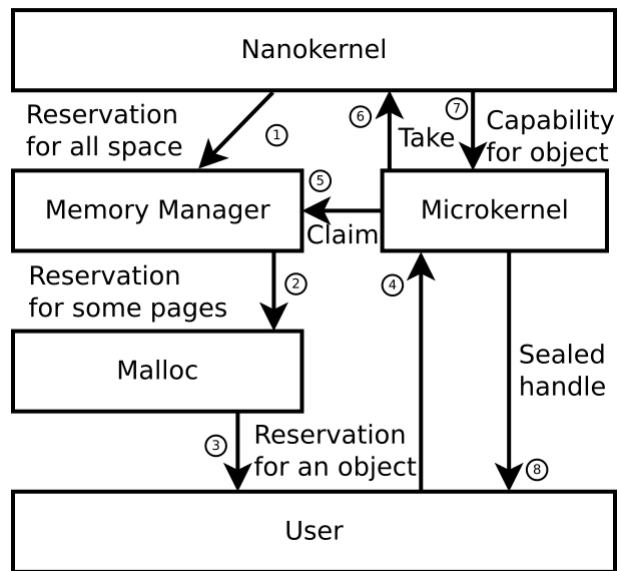 Nanokernel
Reservation
for all space
①
⑥
Take
⑦
Capability
for object
Memory Manager
⑤
Claim
Microkernel
Reservation
for some pages
②
④
Malloc
Sealed
handle
③
Reservation
for an object
⑧
User